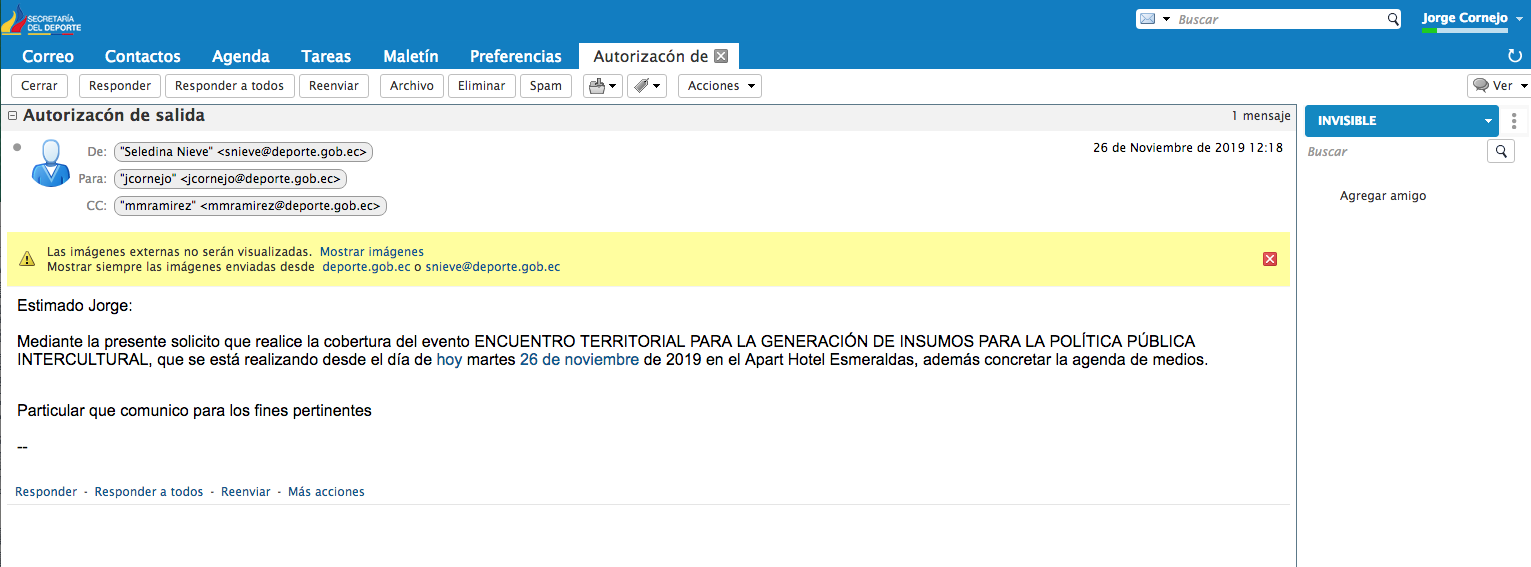 SECRETARÍA
DEL DEPORTE
Buscar
Jorge Cornejo
Correo
Contactos
Agenda
Tareas
Maletín
Preferencias
Autorizacón de
Cerrar
Responder
Responder a todos
Reenviar
Archivo
Eliminar
Spam
Acciones
Ver
Autorizacón de salida
1 mensaje
INVISIBLE
De: "Seledina Nieve" <snieve@deporte.gob.ec>
26 de Noviembre de 2019 12:18
Buscar
Para: "jcornejo" <jcornejo@deporte.gob.ec>
Agregar amigo
CC: "mmramirez" <mmramirez@deporte.gob.ec>
Las imágenes externas no serán visualizadas. Mostrar imágenes
Mostrar siempre las imágenes enviadas desde deporte.gob.ec o snieve@deporte.gob.ec
Estimado Jorge:
Mediante la presente solicito que realice la cobertura del evento ENCUENTRO TERRITORIAL PARA LA GENERACIÓN DE INSUMOS PARA LA POLÍTICA PÚBLICA
INTERCULTURAL, que se está realizando desde el día de hoy martes 26 de noviembre de 2019 en el Apart Hotel Esmeraldas, además concretar la agenda de medios.
Particular que comunico para los fines pertinentes
--
Responder - Responder a todos - Reenviar - Más acciones